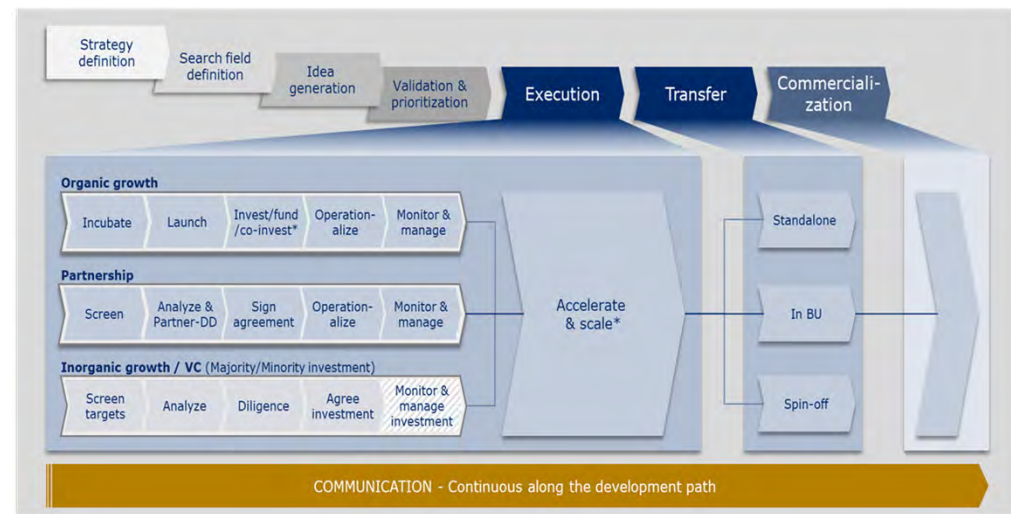 Strategy
definition
Search field
definition
Idea
generation
Validation &
prioritization
Execution
Transfer
Commerciali-
zation
Organic growth
Incubate
Launch
Invest/fund
/co-invest*
Operation-
alize
Monitor &
manage
Partnership
Screen
Analyze &
Partner-DD
Sign
agreement
Operation-
alize
Monitor &
manage
Inorganic growth / VC (Majority/Minority investment)
Screen
targets
Analyze
Diligence
Agree
investment
Monitor &
manage
investment
Accelerate
& scale*
Standalone
In BU
Spin-off
COMMUNICATION - Continuous along the development path